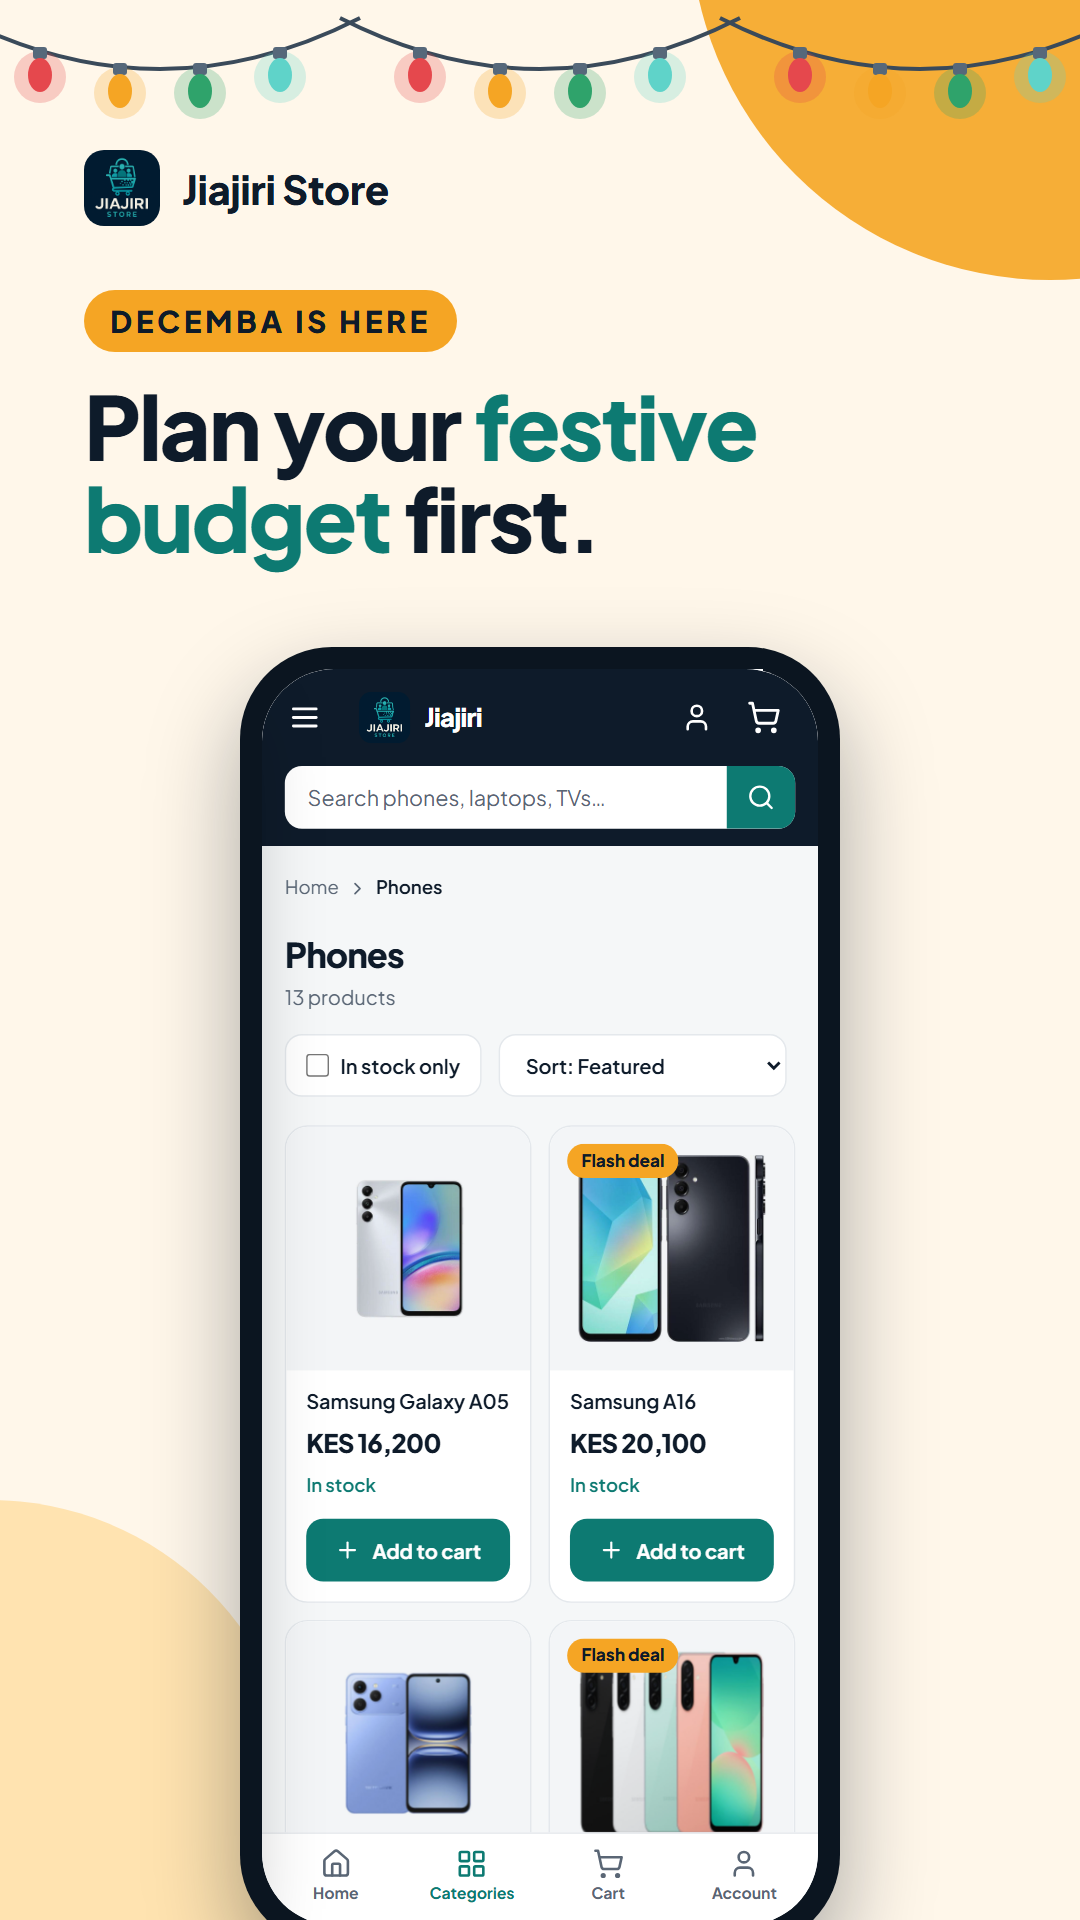 JIAJIRI
STORE
Jiajiri Store
DECEMBA IS HERE
Plan your festive
budget first.
JIAJIRI
STORE
Jiajiri
Search phones, laptops, TVs...
Home > Phones
Phones
13 products
In stock only
Sort: Featured
Flash deal
Samsung Galaxy A05
KES 16,200
In stock
+ Add to cart
Samsung A16
KES 20,100
In stock
+ Add to cart
Flash deal
Home
Categories
Cart
Account